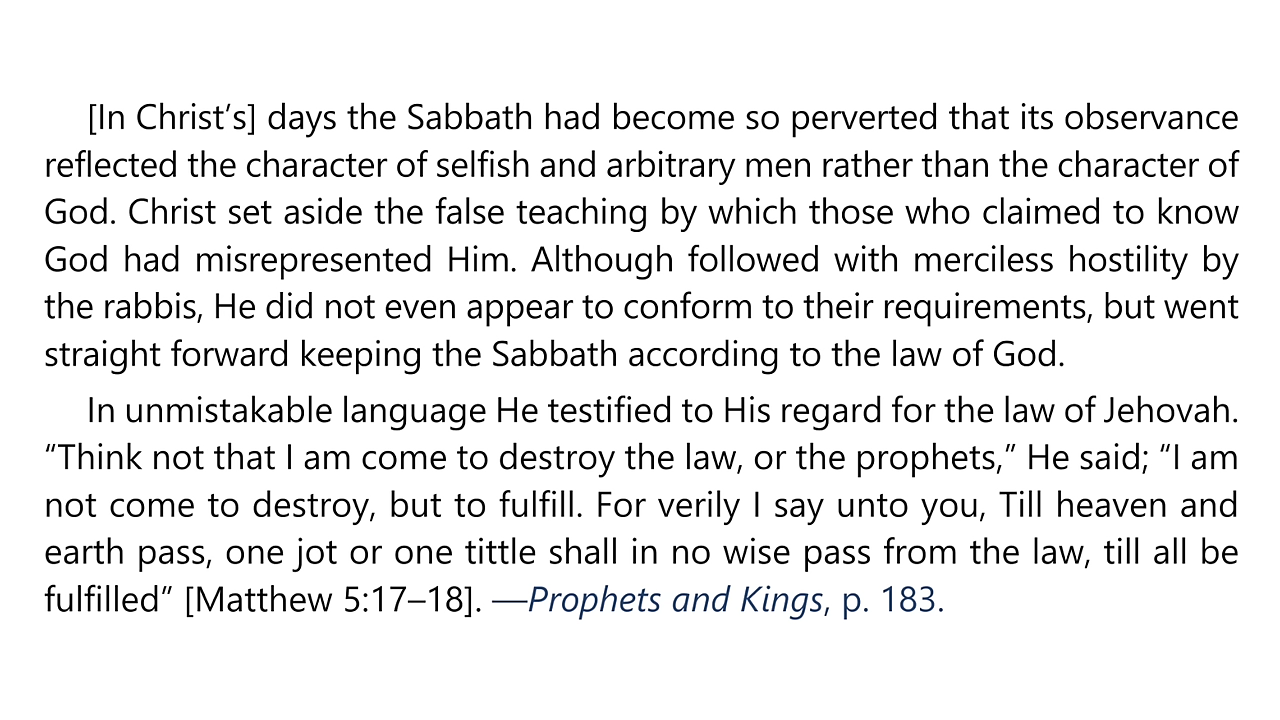 [In Christ’s] days the Sabbath had become so perverted that its observance
reflected the character of selfish and arbitrary men rather than the character of
God. Christ set aside the false teaching by which those who claimed to know
God had misrepresented Him. Although followed with merciless hostility by
the rabbis, He did not even appear to conform to their requirements, but went
straight forward keeping the Sabbath according to the law of God.
In unmistakable language He testified to His regard for the law of Jehovah.
“Think not that I am come to destroy the law, or the prophets,” He said; “I am
not come to destroy, but to fulfill. For verily I say unto you, Till heaven and
earth pass, one jot or one tittle shall in no wise pass from the law, till all be
fulfilled” [Matthew 5:17–18]. —Prophets and Kings, p. 183.